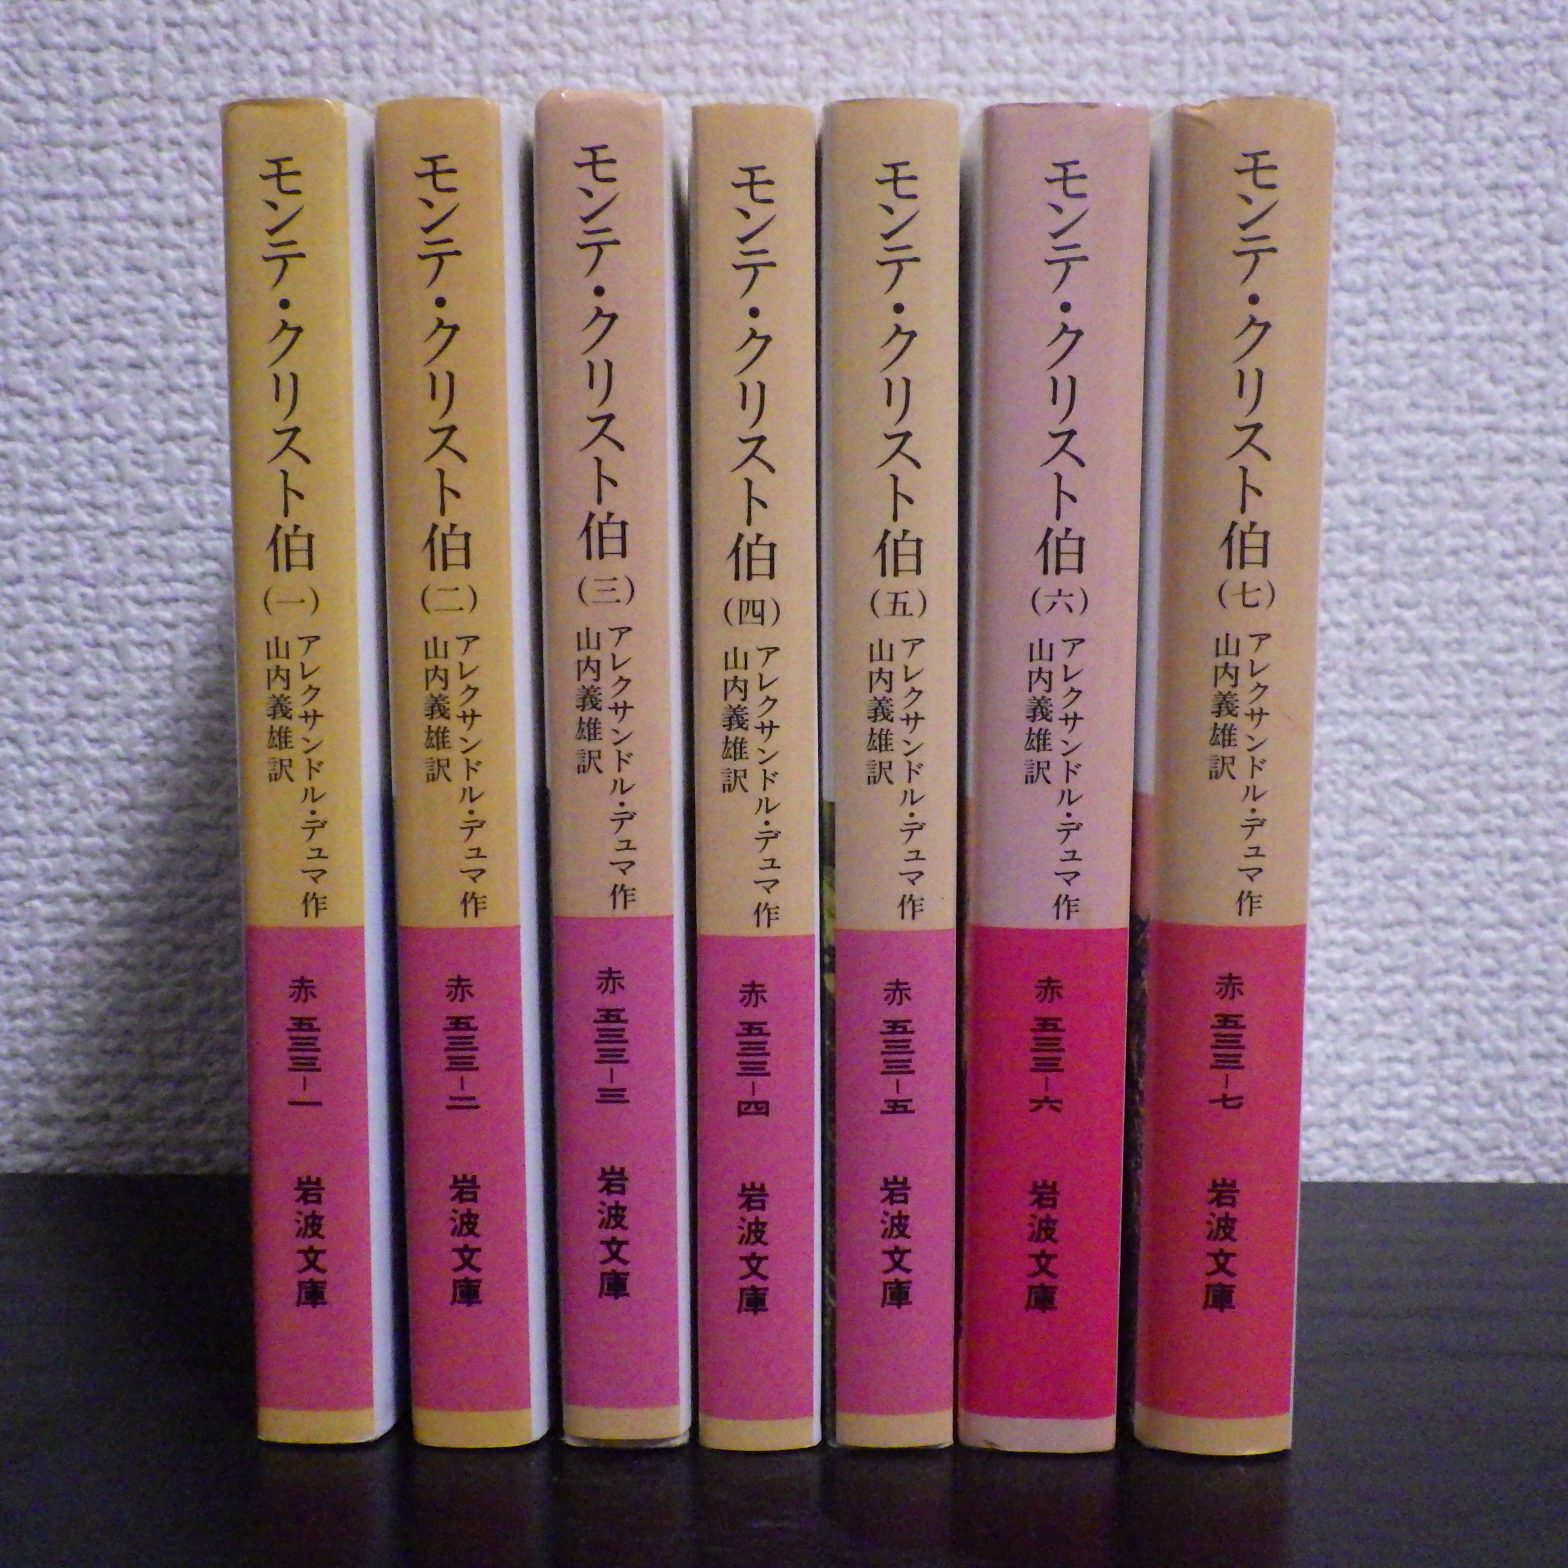 モンテ・クリスト伯(一)
アレクサンドル・デュマ作
山内義雄訳
赤五三三-一
岩波文庫
モンテ・クリスト伯(二)
アレクサンドル・デュマ作
山内義雄訳
赤五三三-二
岩波文庫
モンテ・クリスト伯(三)
アレクサンドル・デュマ作
山内義雄訳
赤五三三-三
岩波文庫
モンテ・クリスト伯(四)
アレクサンドル・デュマ作
山内義雄訳
赤五三三-四
岩波文庫
モンテ・クリスト伯(五)
アレクサンドル・デュマ作
山内義雄訳
赤五三三-五
岩波文庫
モンテ・クリスト伯(六)
アレクサンドル・デュマ作
山内義雄訳
赤五三三-六
岩波文庫
モンテ・クリスト伯(七)
アレクサンドル・デュマ作
山内義雄訳
赤五三三-七
岩波文庫